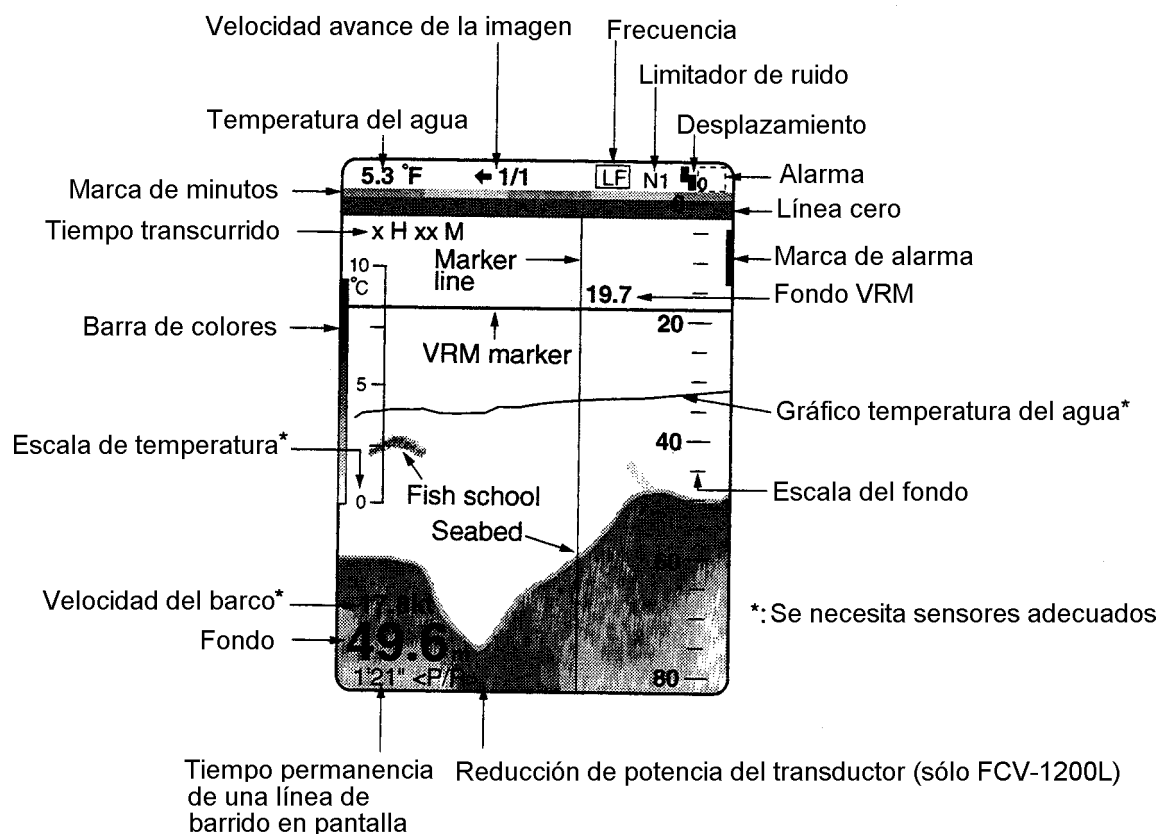 Velocidad avance de la imagen
Frecuencia
Limitador de ruido
Temperatura del agua
Desplazamiento
5.3 °F
1/1
LF
N1
0
Alarma
Marca de minutos
0
Línea cero
Tiempo transcurrido
x H xx M
Marker
line
Marca de alarma
10
°C
19.7
Fondo VRM
Barra de colores
20
VRM marker
5
Gráfico temperatura del agua*
Escala de temperatura*
40
Fish school
Escala del fondo
0
Seabed
60
Velocidad del barco*
*: Se necesita sensores adecuados
Fondo
49.6
1'21"
80
Tiempo permanencia
de una línea de
barrido en pantalla
Reducción de potencia del transductor (sólo FCV-1200L)